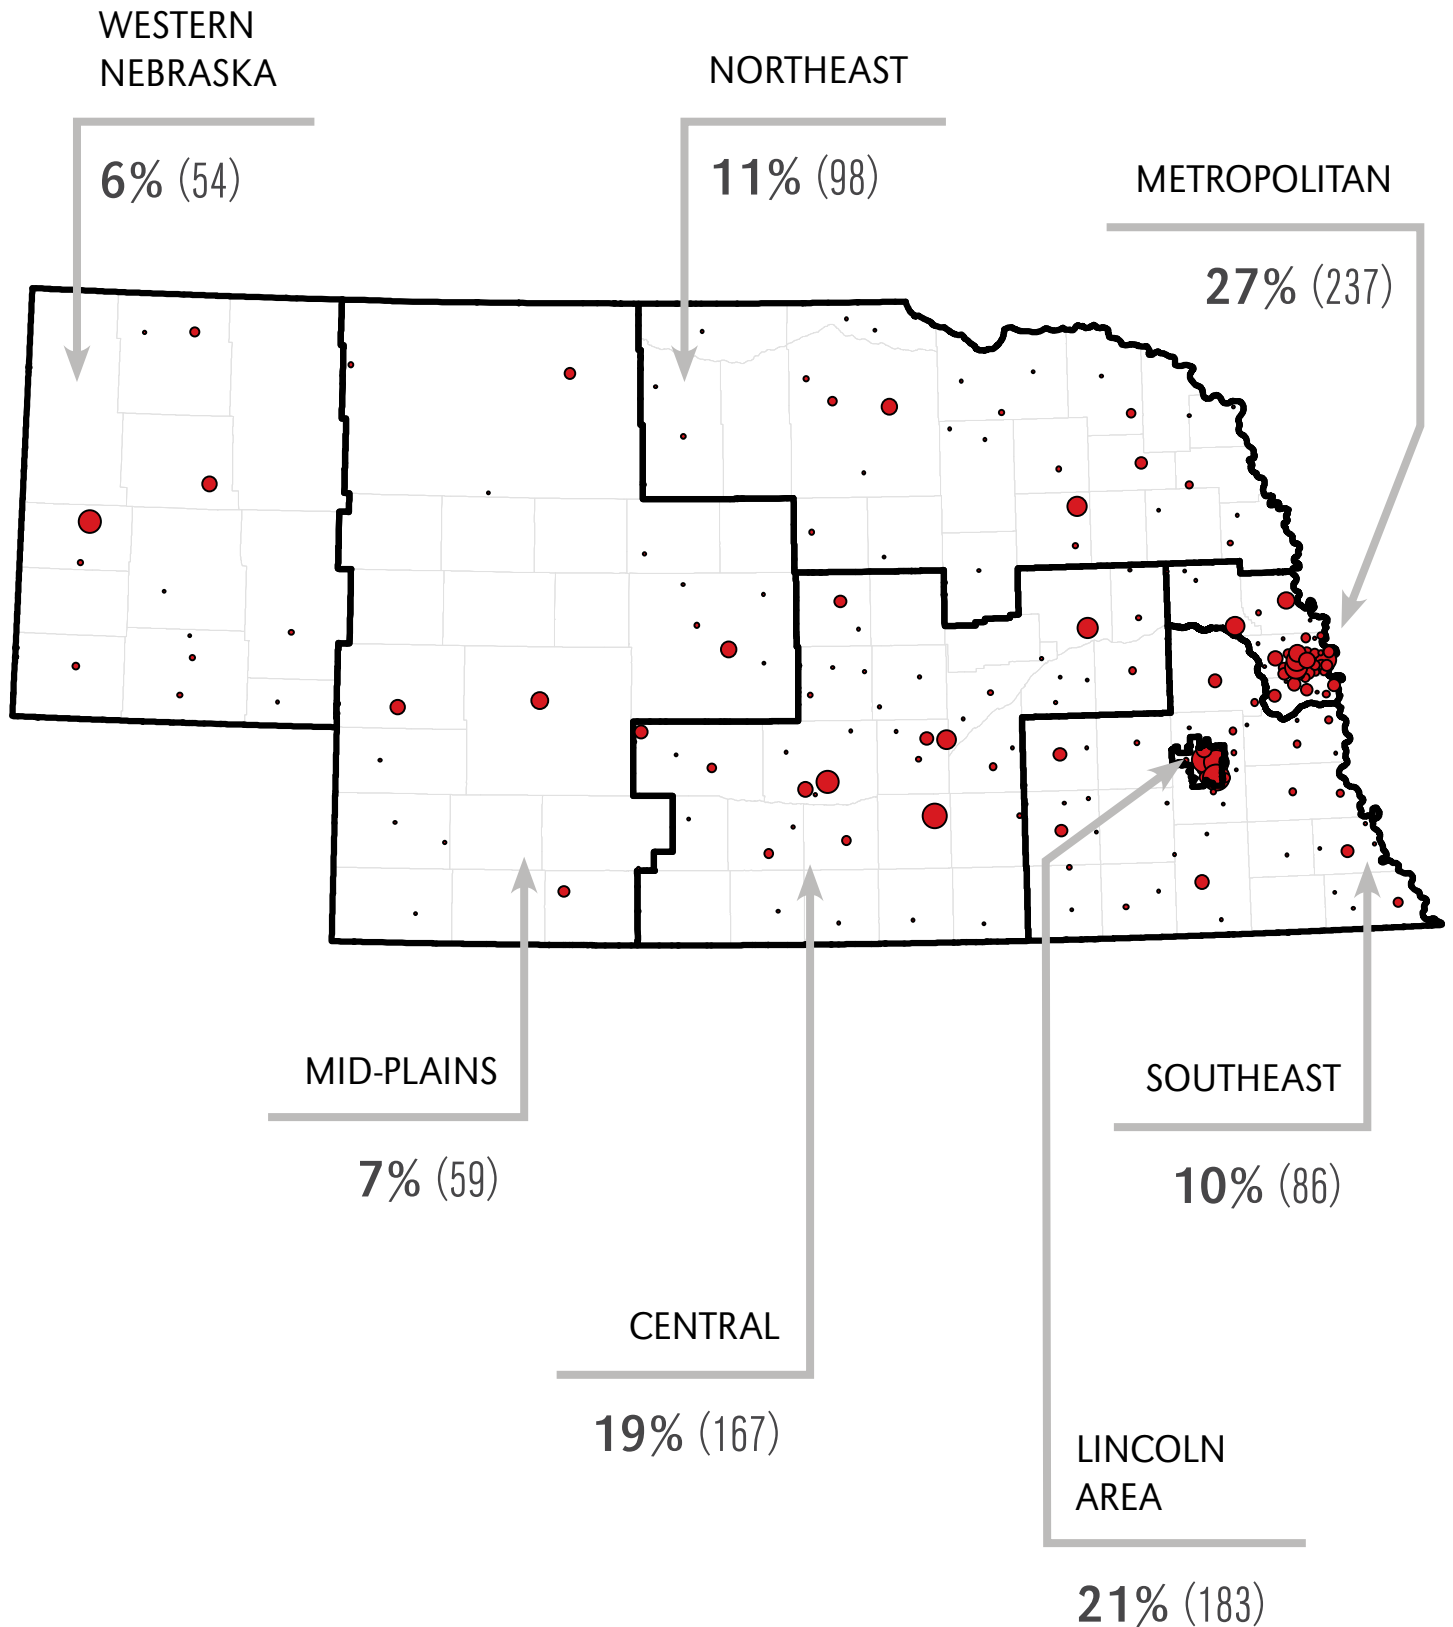 WESTERN
NEBRASKA
6% (54)
NORTHEAST
11% (98)
METROPOLITAN
27% (237)
MID-PLAINS
7% (59)
SOUTHEAST
10% (86)
CENTRAL
19% (167)
LINCOLN
AREA
21% (183)